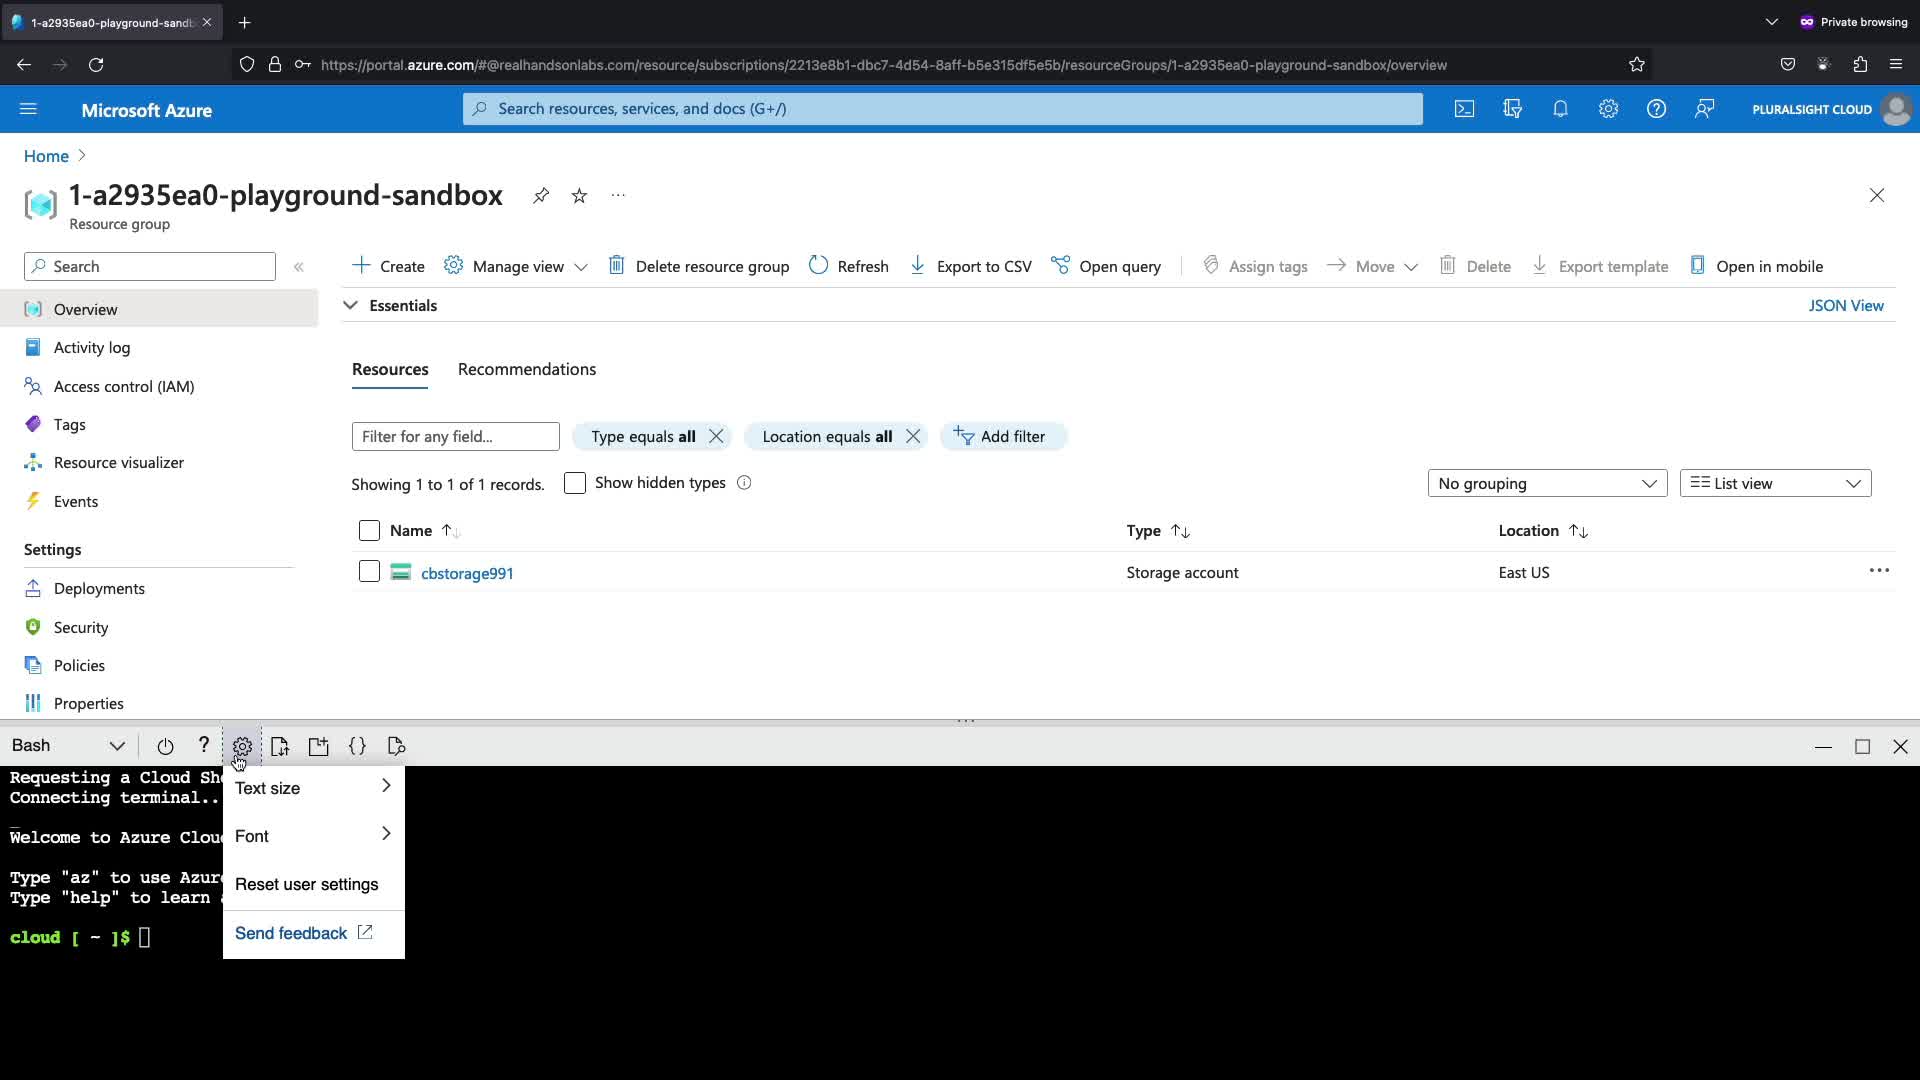 1-a2935ea0-playground-sandb
Private browsing
https://portal.azure.com/#@realhandsonlabs.com/resource/subscriptions/2213e8b1-dbc7-4d54-8aff-b5e315df5e5b/resourceGroups/1-a2935ea0-playground-sandbox/overview
Microsoft Azure
Search resources, services, and docs (G+/)
PLURALSIGHT CLOUD
Home
1-a2935ea0-playground-sandbox
Resource group
Search
Create
Manage view
Delete resource group
Refresh
Export to CSV
Open query
Assign tags
Move
Delete
Export template
Open in mobile
Overview
Activity log
Access control (IAM)
Tags
Resource visualizer
Events
Settings
Deployments
Security
Policies
Properties
Essentials
JSON View
Resources
Recommendations
Filter for any field...
Type equals all
Location equals all
Add filter
Showing 1 to 1 of 1 records.
Show hidden types
No grouping
List view
Name
Type
Location
cbstorage991
Storage account
East US
Bash
Requesting a Cloud Sh
Connecting terminal..
Welcome to Azure Clou
Type "az" to use Azur
Type "help" to learn
cloud [ ~ ]$
Text size
Font
Reset user settings
Send feedback